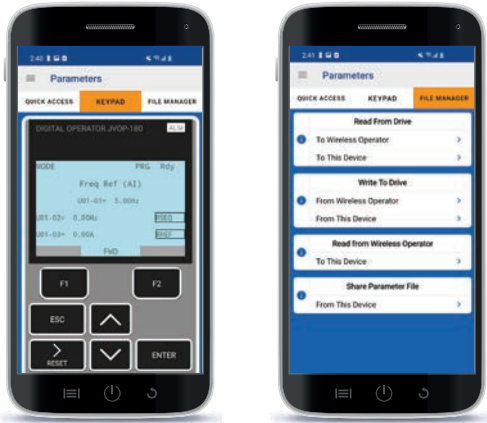 2:40
Parameters
QUICK ACCESS KEYPAD FILE MANAGER
DIGITAL OPERATOR JVOP-180 ALM
MODE PRG Rdy
Freq Ref (AI)
U01-01= 0.00Hz
U01-02= 0.00Hz RSEQ
U01-03= 0.00A RREF
FWD
F1 F2
ESC
> RESET ENTER
2:41
Parameters
QUICK ACCESS KEYPAD FILE MANAGER
Read From Drive
To Wireless Operator >
To This Device >
Write To Drive
From Wireless Operator >
From This Device >
Read from Wireless Operator
To This Device >
Share Parameter File
From This Device >